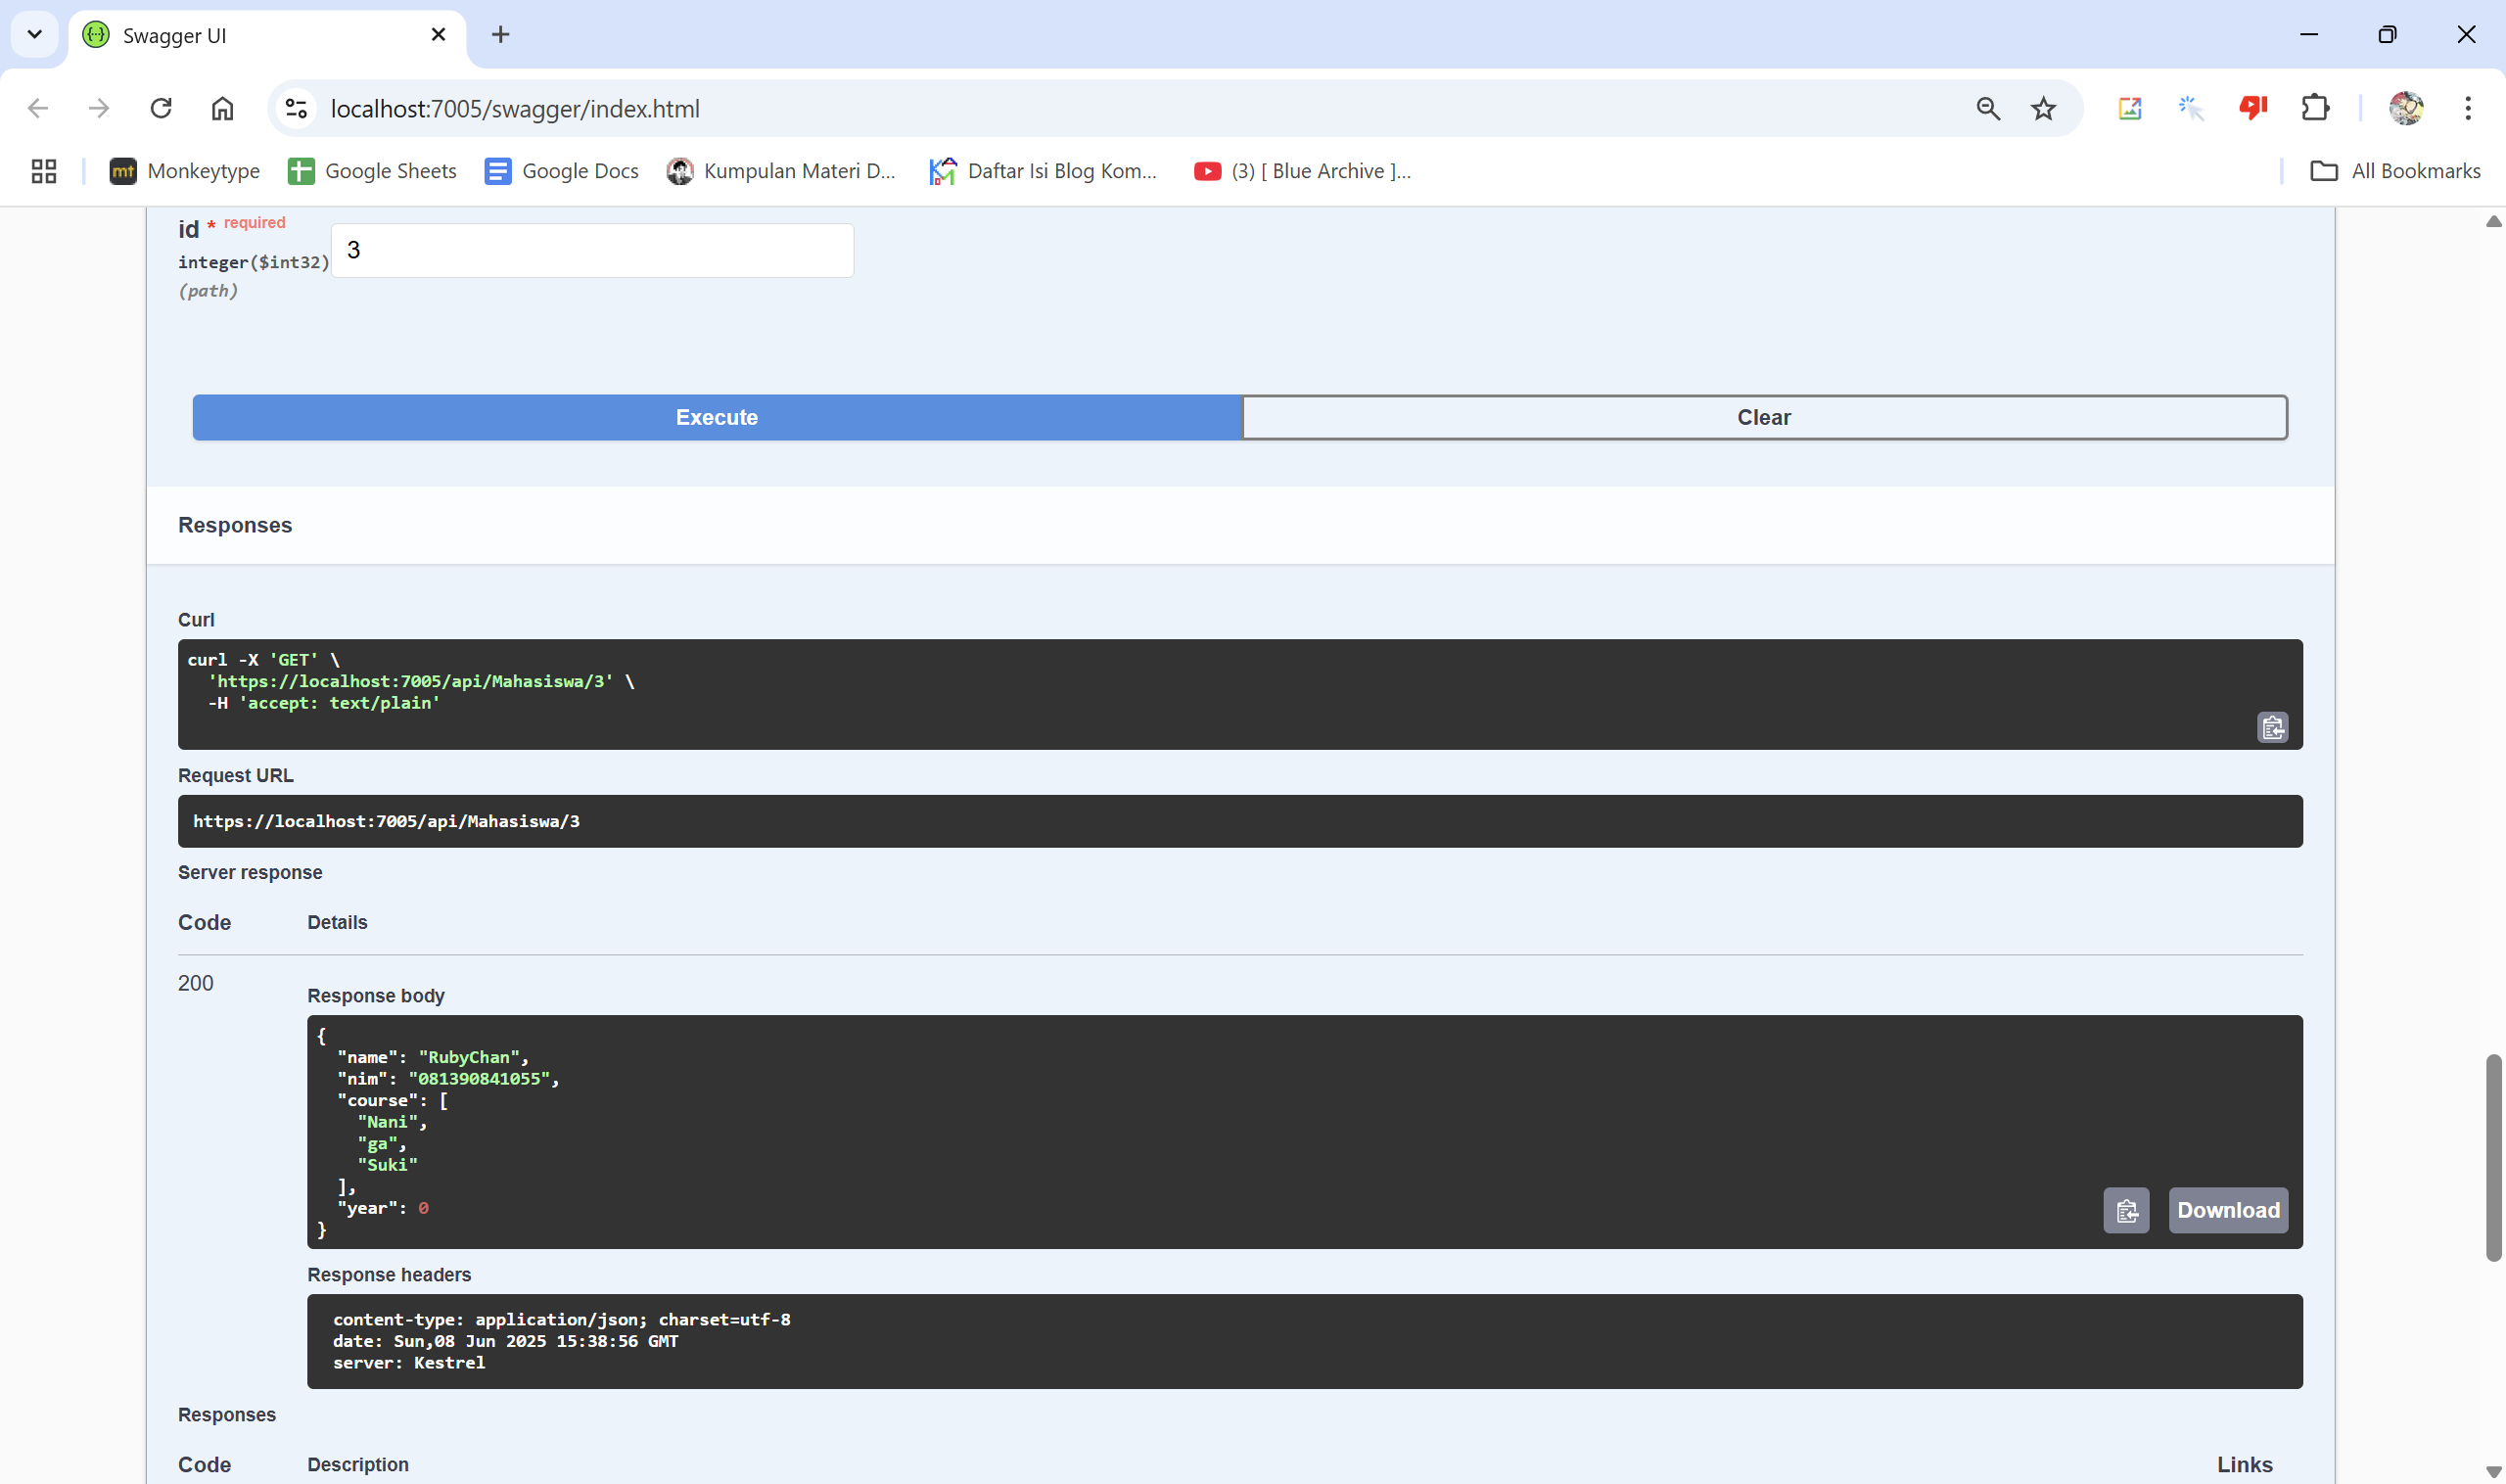 Swagger UI
localhost:7005/swagger/index.html
mt Monkeytype Google Sheets Google Docs Kumpulan Materi D... Daftar Isi Blog Kom... (3) [ Blue Archive ]... All Bookmarks
id * required
3
integer($int32)
(path)
Execute Clear
Responses
Curl
curl -X 'GET' \
'https://localhost:7005/api/Mahasiswa/3' \
-H 'accept: text/plain'
Request URL
https://localhost:7005/api/Mahasiswa/3
Server response
Code Details
200
Response body
{
"name": "RubyChan",
"nim": "081390841055",
"course": [
"Nani",
"ga",
"Suki"
],
"year": 0
}
Download
Response headers
content-type: application/json; charset=utf-8
date: Sun,08 Jun 2025 15:38:56 GMT
server: Kestrel
Responses
Code Description Links